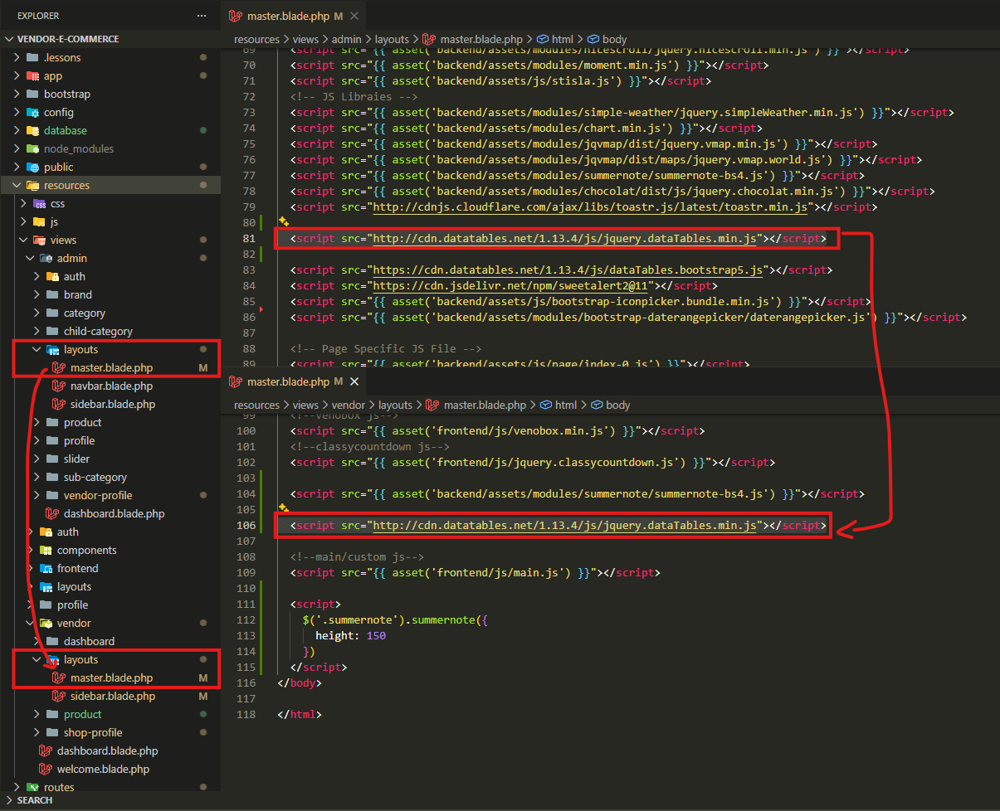 EXPLORER
···
VENDOR-E-COMMERCE
.lessons
app
bootstrap
config
database
node_modules
public
resources
css
js
views
admin
auth
brand
category
child-category
layouts
master.blade.php M
navbar.blade.php
sidebar.blade.php
product
profile
slider
sub-category
vendor-profile
dashboard.blade.php
auth
components
frontend
layouts
profile
vendor
dashboard
layouts
master.blade.php M
sidebar.blade.php M
product
shop-profile
dashboard.blade.php
welcome.blade.php
routes
SEARCH
master.blade.php M
resources > views > admin > layouts > master.blade.php > html > body
69 <script src="{{ asset('backend/assets/modules/nicescroll/jquery.nicescroll.min.js') }}"></script>
70 <script src="{{ asset('backend/assets/modules/moment.min.js') }}"></script>
71 <script src="{{ asset('backend/assets/js/stisla.js') }}"></script>
72 <!-- JS Libraies -->
73 <script src="{{ asset('backend/assets/modules/simple-weather/jquery.simpleWeather.min.js') }}"></script>
74 <script src="{{ asset('backend/assets/modules/chart.min.js') }}"></script>
75 <script src="{{ asset('backend/assets/modules/jqvmap/dist/jquery.vmap.min.js') }}"></script>
76 <script src="{{ asset('backend/assets/modules/jqvmap/dist/maps/jquery.vmap.world.js') }}"></script>
77 <script src="{{ asset('backend/assets/modules/summernote/summernote-bs4.js') }}"></script>
78 <script src="{{ asset('backend/assets/modules/chocolat/dist/js/jquery.chocolat.min.js') }}"></script>
79 <script src="http://cdnjs.cloudflare.com/ajax/libs/toastr.js/latest/toastr.min.js"></script>
80
81 <script src="http://cdn.datatables.net/1.13.4/js/jquery.dataTables.min.js"></script>
82
83 <script src="https://cdn.datatables.net/1.13.4/js/dataTables.bootstrap5.js"></script>
84 <script src="https://cdn.jsdelivr.net/npm/sweetalert2@11"></script>
85 <script src="{{ asset('backend/assets/js/bootstrap-iconpicker.bundle.min.js') }}"></script>
86 <script src="{{ asset('backend/assets/modules/bootstrap-daterangepicker/daterangepicker.js') }}"></script>
87
88 <!-- Page Specific JS File -->
89 <script src="{{ asset('backend/assets/js/page/index-0.js') }}"></script>
master.blade.php M
resources > views > vendor > layouts > master.blade.php > html > body
99 <!--venobox js-->
100 <script src="{{ asset('frontend/js/venobox.min.js') }}"></script>
101 <!--classycountdown js-->
102 <script src="{{ asset('frontend/js/jquery.classycountdown.js') }}"></script>
103
104 <script src="{{ asset('backend/assets/modules/summernote/summernote-bs4.js') }}"></script>
105
106 <script src="http://cdn.datatables.net/1.13.4/js/jquery.dataTables.min.js"></script>
107
108 <!--main/custom js-->
109 <script src="{{ asset('frontend/js/main.js') }}"></script>
110
111 <script>
112 $('.summernote').summernote({
113 height: 150
114 })
115 </script>
116 </body>
117
118 </html>